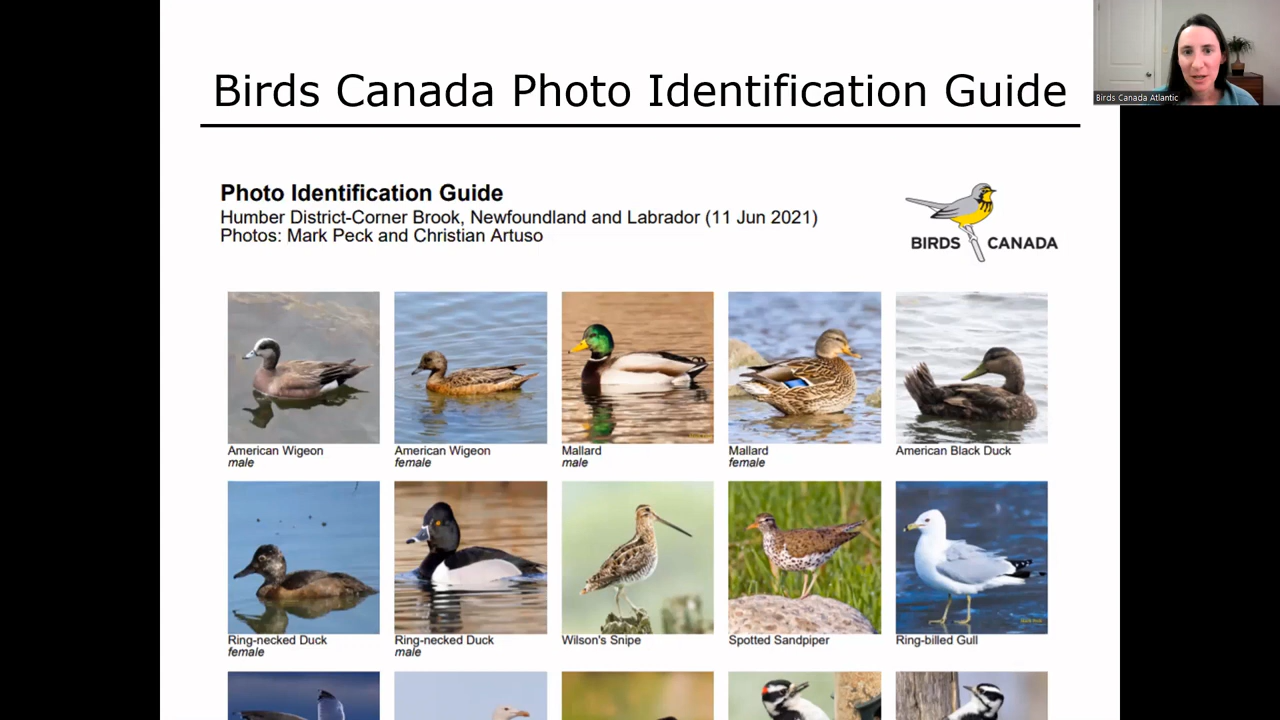 Birds Canada Photo Identification Guide
Birds Canada Atlantic
Photo Identification Guide
Humber District-Corner Brook, Newfoundland and Labrador (11 Jun 2021)
Photos: Mark Peck and Christian Artuso
BIRDS CANADA
American Wigeon
male
American Wigeon
female
Mallard
male
Mallard
female
American Black Duck
Ring-necked Duck
female
Ring-necked Duck
male
Wilson's Snipe
Spotted Sandpiper
Ring-billed Gull